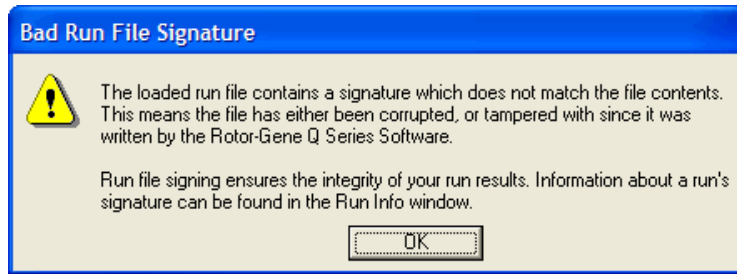 Bad Run File Signature
The loaded run file contains a signature which does not match the file contents.
This means the file has either been corrupted, or tampered with since it was
written by the Rotor-Gene Q Series Software.
Run file signing ensures the integrity of your run results. Information about a run's
signature can be found in the Run Info window.
OK